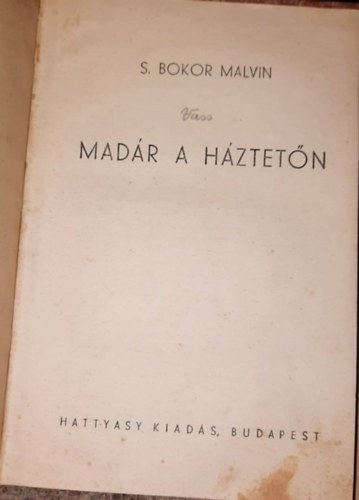 S. BOKOR MALVIN
Vass
MADÁR A HÁZTETŐN
HATTYASY KIADÁS, BUDAPEST